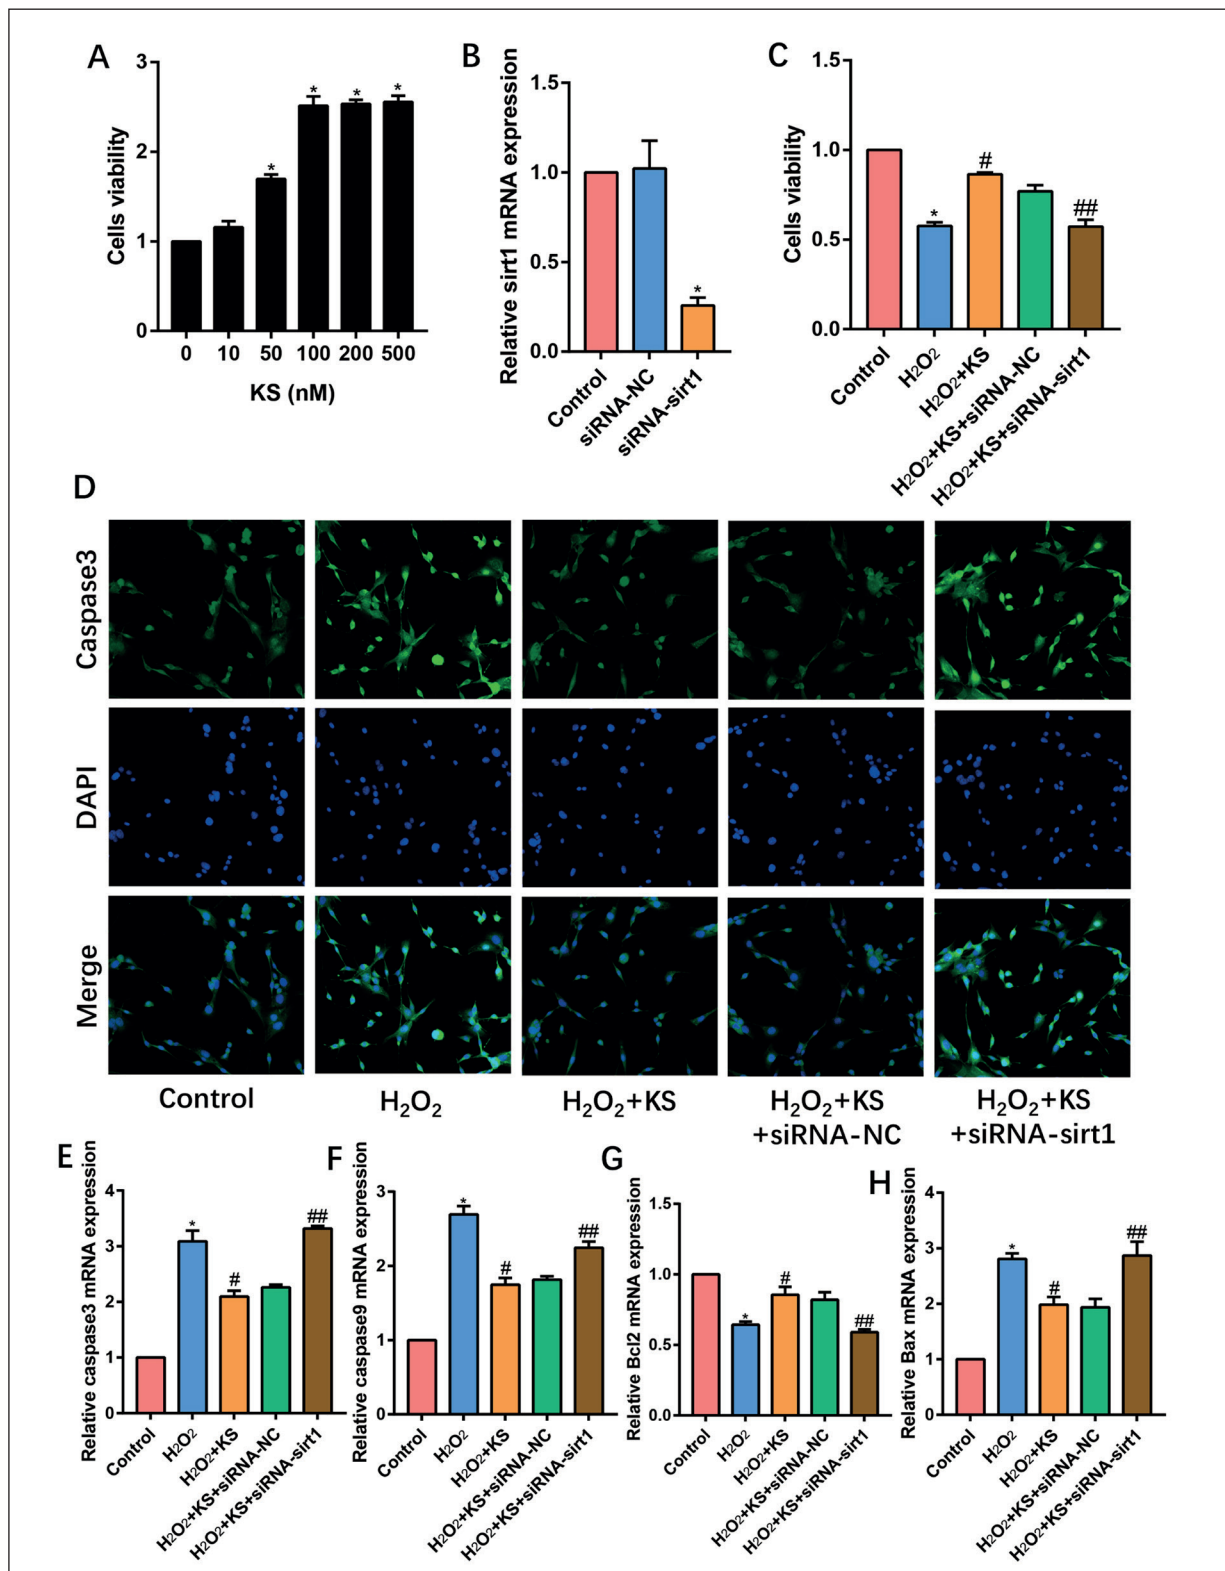 A
Cells viability
3
2
1
0
*
*
*
*
0 10 50 100 200 500
KS (nM)
B
Relative sirt1 mRNA expression
1.5
1.0
0.5
0.0
*
Control
siRNA-NC
siRNA-sirt1
C
Cells viability
1.5
1.0
0.5
0.0
*
#
##
Control
H2O2
H2O2+KS
H2O2+KS+siRNA-NC
H2O2+KS+siRNA-sirt1
D
Caspase3
DAPI
Merge
Control
H2O2
H2O2+KS
H2O2+KS
+siRNA-NC
H2O2+KS
+siRNA-sirt1
E
Relative caspase3 mRNA expression
4
3
2
1
0
*
#
##
Control
H2O2
H2O2+KS
H2O2+KS+siRNA-NC
H2O2+KS+siRNA-sirt1
F
Relative caspase9 mRNA expression
3
2
1
0
*
#
##
Control
H2O2
H2O2+KS
H2O2+KS+siRNA-NC
H2O2+KS+siRNA-sirt1
G
Relative Bcl2 mRNA expression
1.5
1.0
0.5
0.0
*
#
##
Control
H2O2
H2O2+KS
H2O2+KS+siRNA-NC
H2O2+KS+siRNA-sirt1
H
Relative Bax mRNA expression
4
3
2
1
0
*
#
##
Control
H2O2
H2O2+KS
H2O2+KS+siRNA-NC
H2O2+KS+siRNA-sirt1